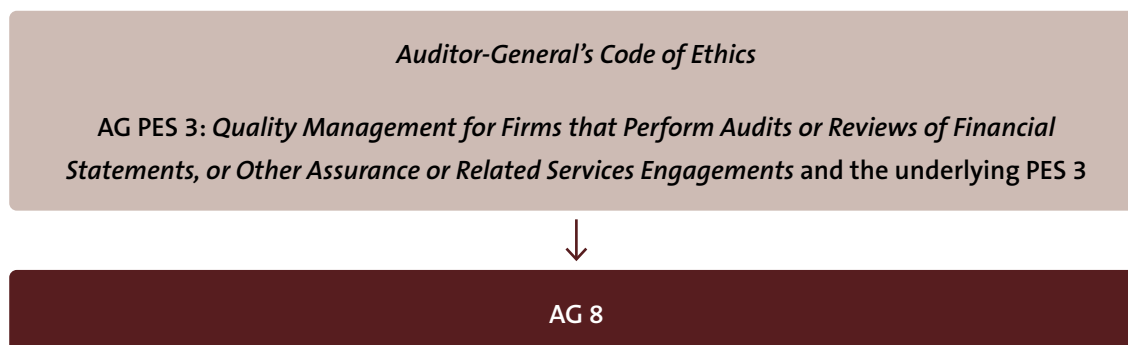 Auditor-General’s Code of Ethics
AG PES 3: Quality Management for Firms that Perform Audits or Reviews of Financial
Statements, or Other Assurance or Related Services Engagements and the underlying PES 3
AG 8